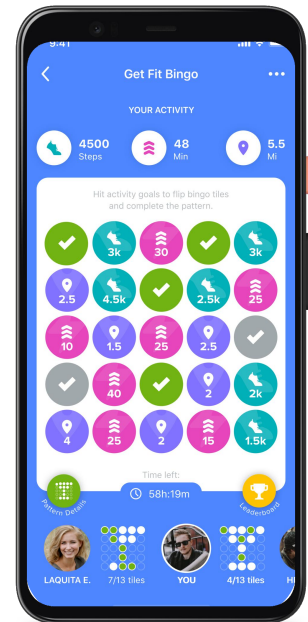 9:41
Get Fit Bingo
YOUR ACTIVITY
4500
Steps
48
Min
5.5
Mi
Hit activity goals to flip bingo tiles
and complete the pattern.
3k 30 3k
2.5 4.5k 2.5k 25
10 1.5 25 2.5
40 2 2k
4 25 2 15 1.5k
Time left:
58h:19m
Pattern Details
Leaderboard
LAQUITA E. 7/13 tiles YOU 4/13 tiles